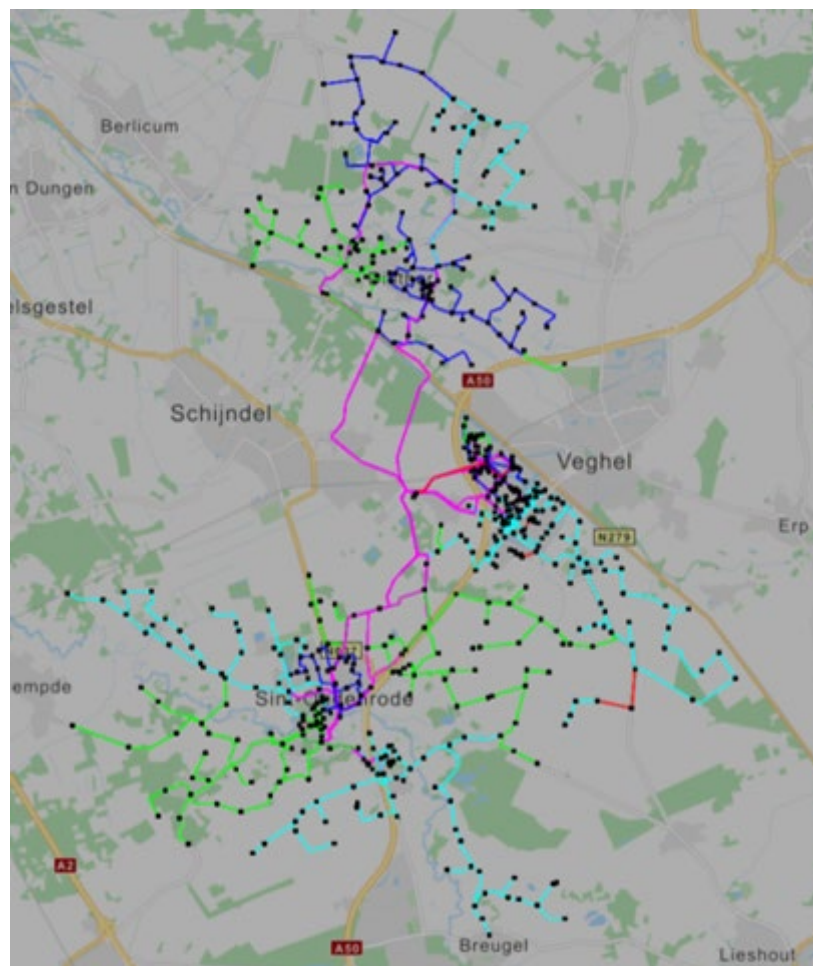 Berlicum
n Dungen
elsgestel
A50
Schijndel
Veghel
N279
Erp
empde
A2
A50
Breugel
Lieshout